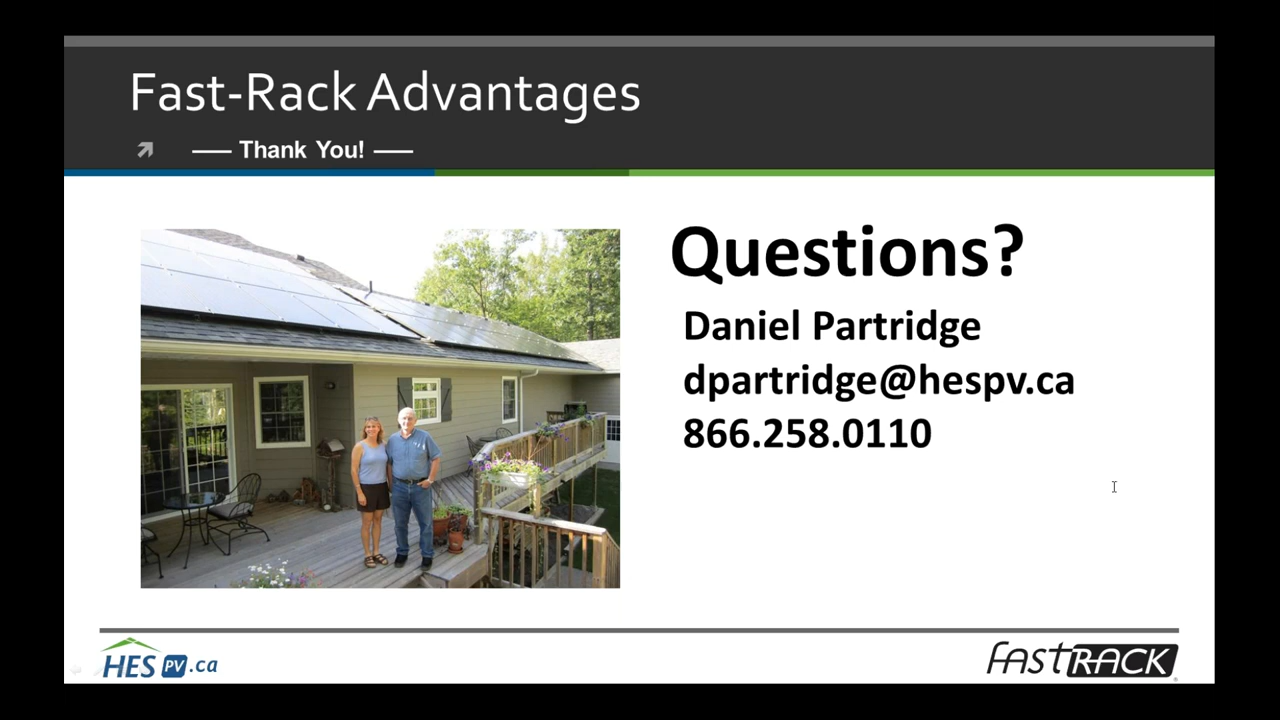 Fast-Rack Advantages
Thank You!
Questions?
Daniel Partridge
dpartridge@hespv.ca
866.258.0110
HES PV.ca
FASTRACK